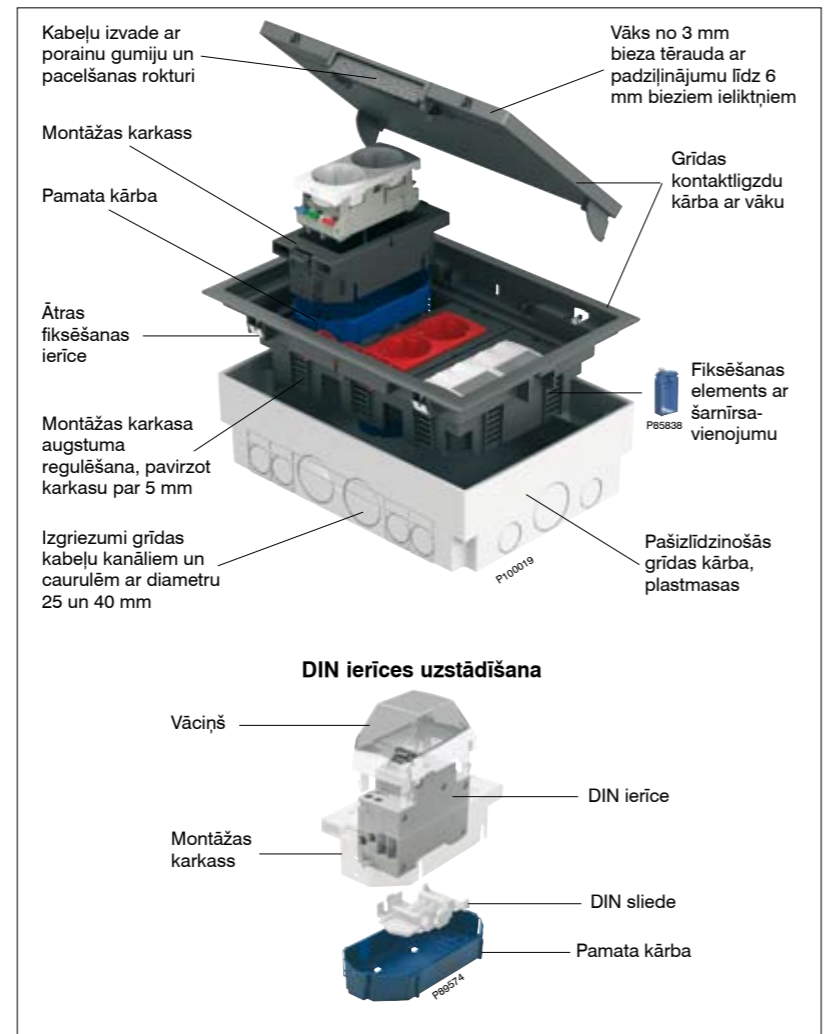 Kabeļu izvade ar
porainu gumiju un
pacelšanas rokturi
Vāks no 3 mm
bieza tērauda ar
padziļinājumu līdz 6
mm bieziem ieliktņiem
Montāžas karkass
Grīdas
kontaktligzdu
kārba ar vāku
Pamata kārba
Ātras
fiksēšanas
ierīce
Fiksēšanas
elements ar
šarnīrsa-
vienojumu
P85838
Montāžas karkasa
augstuma
regulēšana, pavirzot
karkasu par 5 mm
Izgriezumi grīdas
kabeļu kanāliem un
caurulēm ar diametru
25 un 40 mm
Pašizlīdzinošās
grīdas kārba,
plastmasas
P100019
DIN ierīces uzstādīšana
Vāciņš
DIN ierīce
Montāžas
karkass
DIN sliede
Pamata kārba
P89574